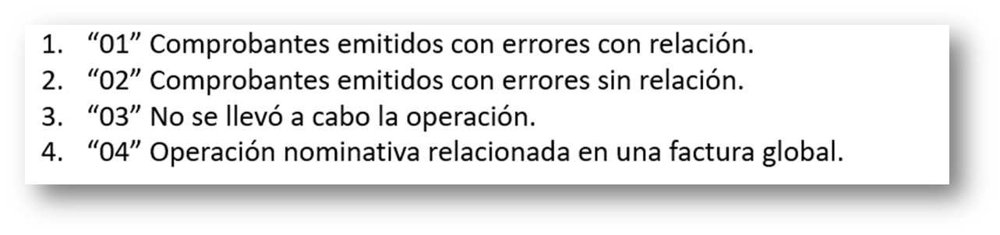 1. “01” Comprobantes emitidos con errores con relación.
2. “02” Comprobantes emitidos con errores sin relación.
3. “03” No se llevó a cabo la operación.
4. “04” Operación nominativa relacionada en una factura global.